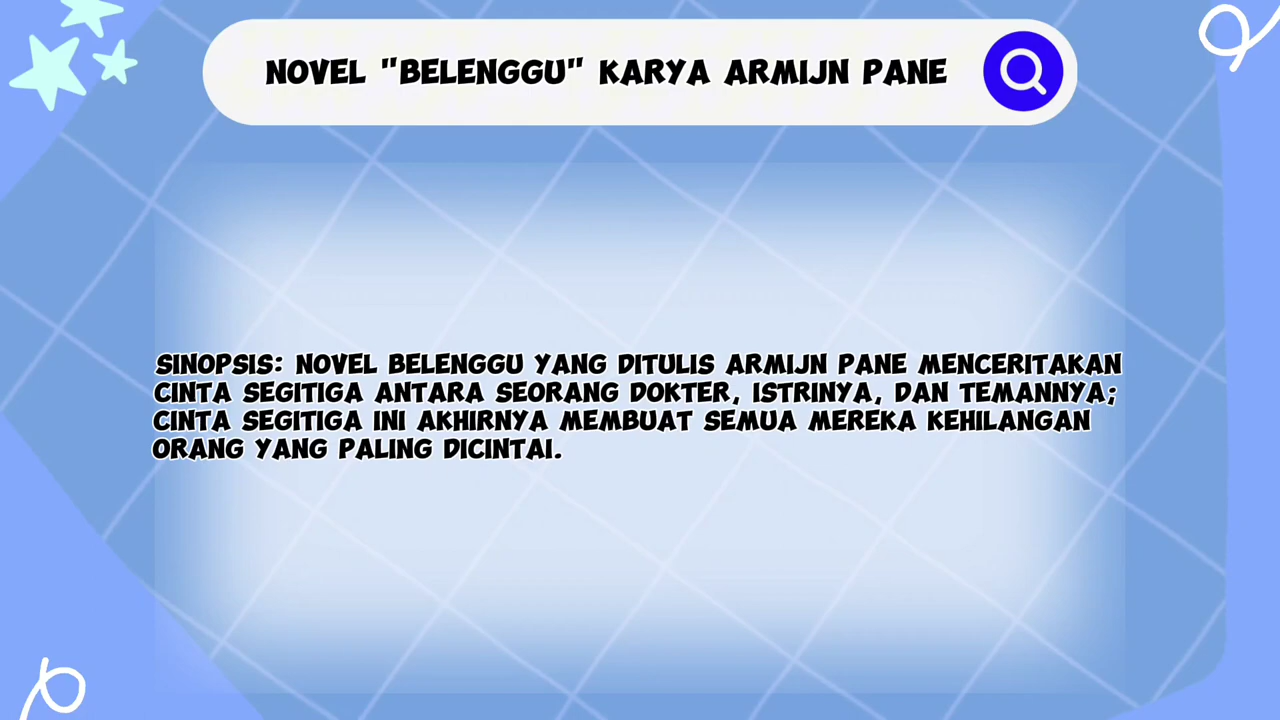 NOVEL "BELENGGU" KARYA ARMIJN PANE
SINOPSIS: NOVEL BELENGGU YANG DITULIS ARMIJN PANE MENCERITAKAN
CINTA SEGITIGA ANTARA SEORANG DOKTER, ISTRINYA, DAN TEMANNYA;
CINTA SEGITIGA INI AKHIRNYA MEMBUAT SEMUA MEREKA KEHILANGAN
ORANG YANG PALING DICINTAI.